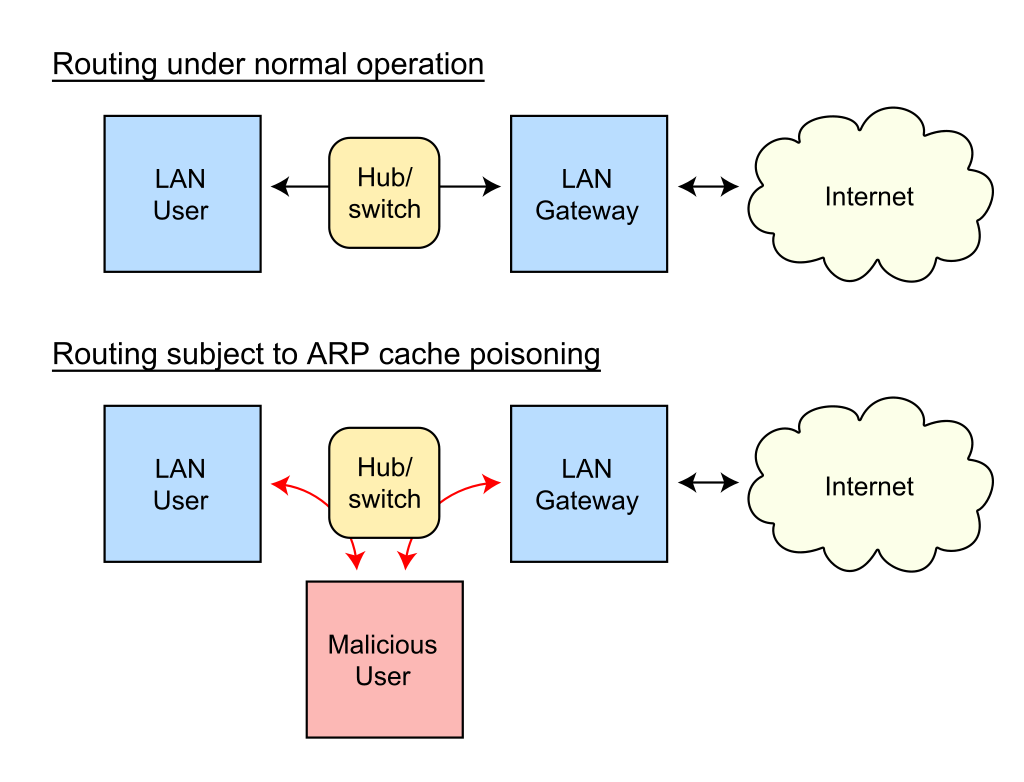 Routing under normal operation
LAN
User
Hub/
switch
LAN
Gateway
Internet
Routing subject to ARP cache poisoning
LAN
User
Hub/
switch
LAN
Gateway
Internet
Malicious
User